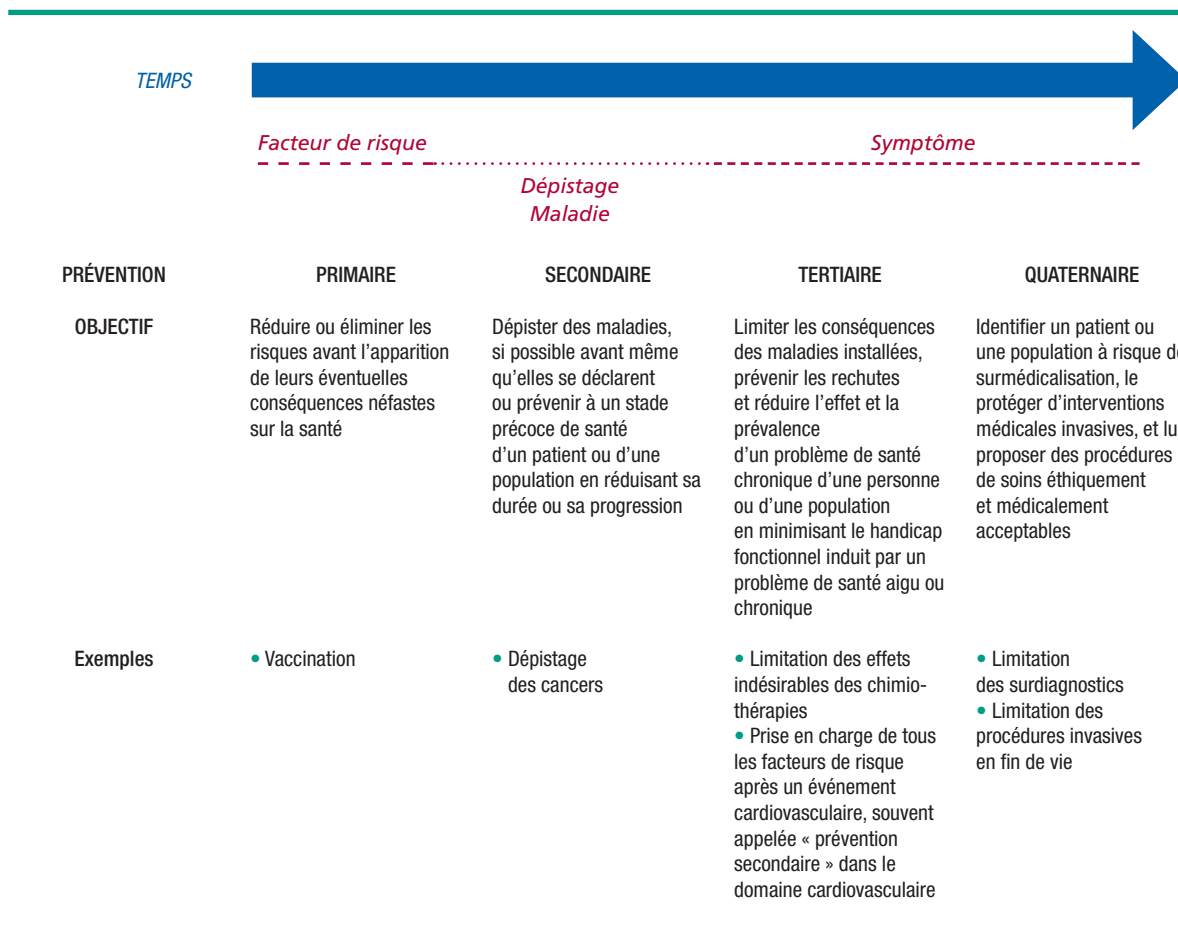 TEMPS
Facteur de risque
Symptôme
Dépistage
Maladie
PRÉVENTION
PRIMAIRE
SECONDAIRE
TERTIAIRE
QUATERNAIRE
OBJECTIF
Réduire ou éliminer les
risques avant l’apparition
de leurs éventuelles
conséquences néfastes
sur la santé
Dépister des maladies,
si possible avant même
qu’elles se déclarent
ou prévenir à un stade
précoce de santé
d’un patient ou d’une
population en réduisant sa
durée ou sa progression
Limiter les conséquences
des maladies installées,
prévenir les rechutes
et réduire l’effet et la
prévalence
d’un problème de santé
chronique d’une personne
ou d’une population
en minimisant le handicap
fonctionnel induit par un
problème de santé aigu ou
chronique
Identifier un patient ou
une population à risque
surmédicalisation, le
protéger d’interventions
médicales invasives, et
proposer des procédures
de soins éthiquement
et médicalement
acceptables
Exemples
• Vaccination
• Dépistage
des cancers
• Limitation des effets
indésirables des chimio-
thérapies
• Prise en charge de tous
les facteurs de risque
après un événement
cardiovasculaire, souvent
appelée « prévention
secondaire » dans le
domaine cardiovasculaire
• Limitation
des surdiagnostics
• Limitation des
procédures invasives
en fin de vie